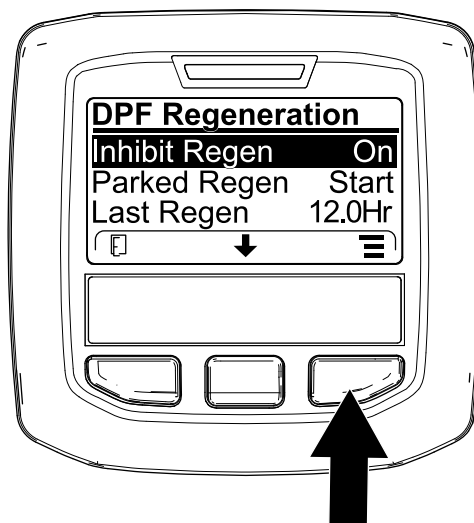 DPF Regeneration
Inhibit Regen On
Parked Regen Start
Last Regen 12.0Hr